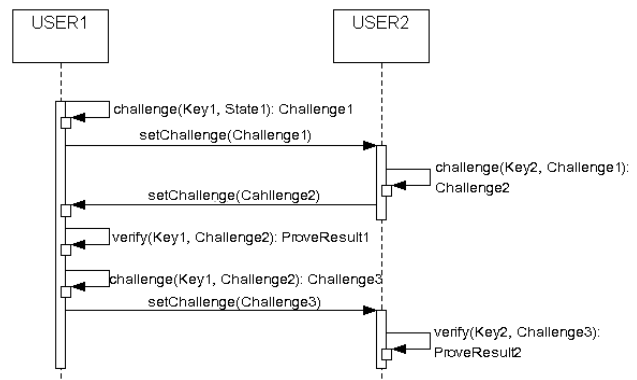 USER1
USER2
challenge(Key1, State1): Challenge1
setChallenge(Challenge1)
challenge(Key2, Challenge1):
Challenge2
setChallenge(Cahllenge2)
verify(Key1, Challenge2): ProveResult1
challenge(Key1, Challenge2): Challenge3
setChallenge(Challenge3)
verify(Key2, Challenge3):
ProveResult2